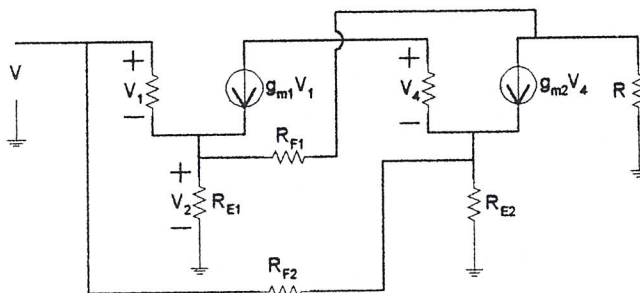 V
+
V1
−
gm1V1
+
V4
−
gm2V4
R
RF1
+
V2
−
RE1
RE2
RF2